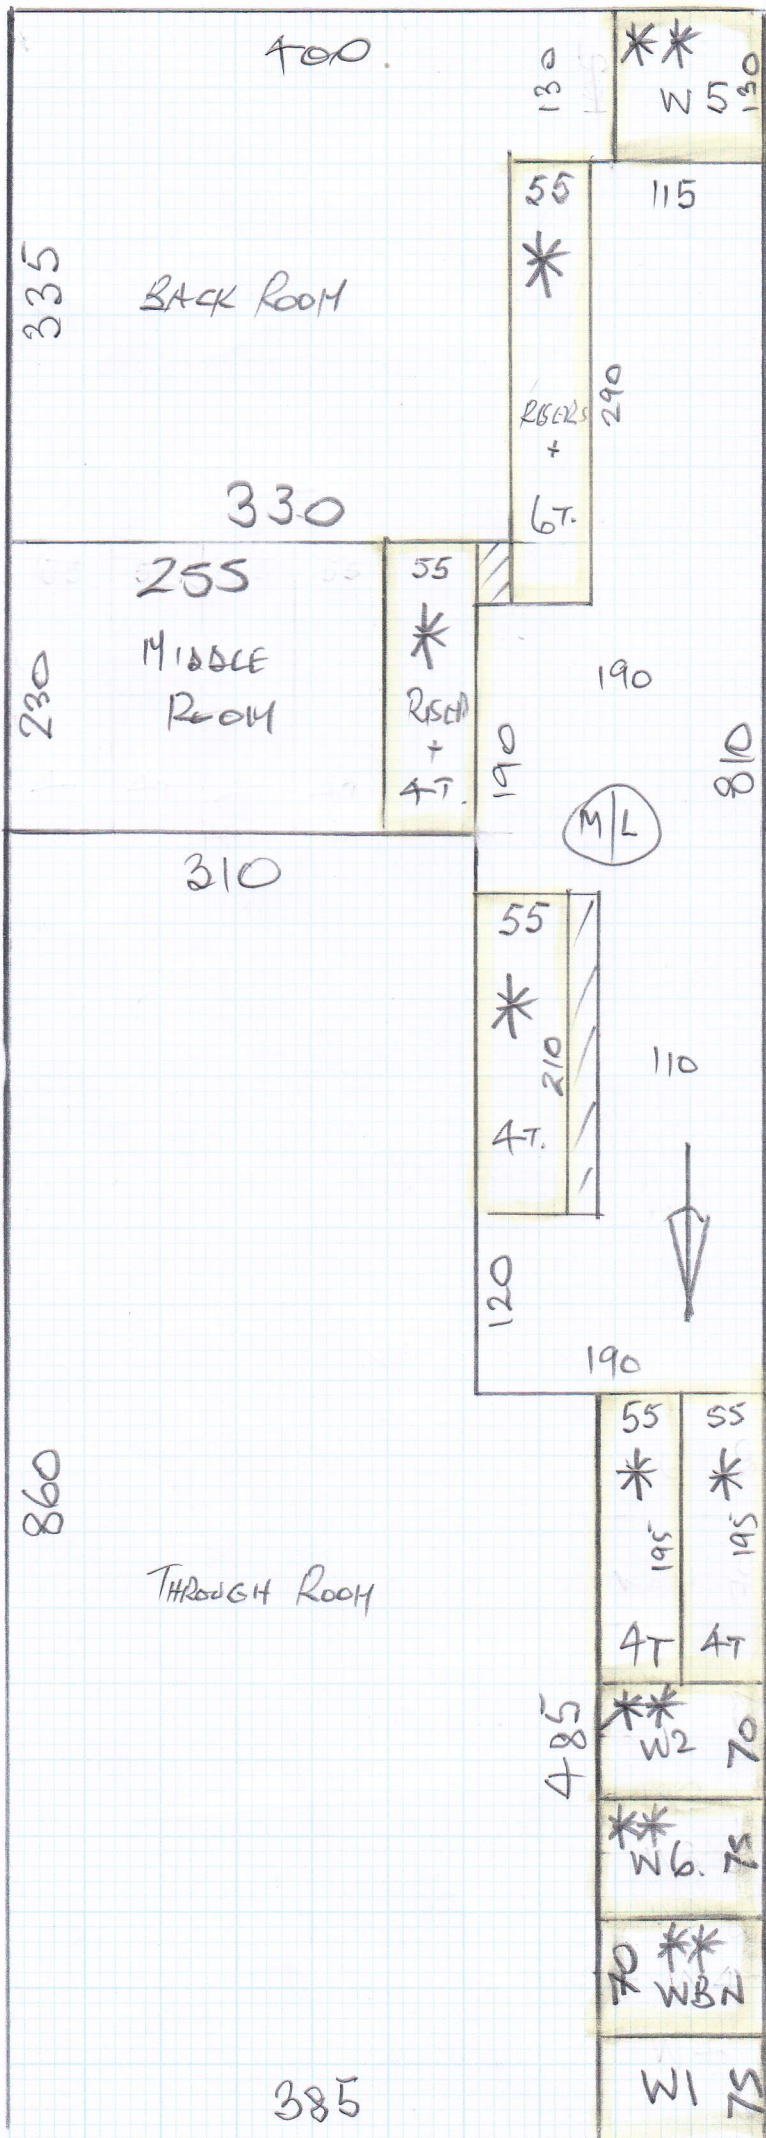 400.
130
**
W5
130
55
115
*
335
BACK ROOM
290
RISERS
+
6T.
330
255
55
MIDDLE
ROOM
*
230
RISER
+
4T.
190
190
810
M/L
310
55
*
210
4T.
110
120
190
55
55
*
*
195
195
4T
4T
860
THROUGH ROOM
485
**
W2
70
**
W6.
75
70
**
WBN
W1
75
385